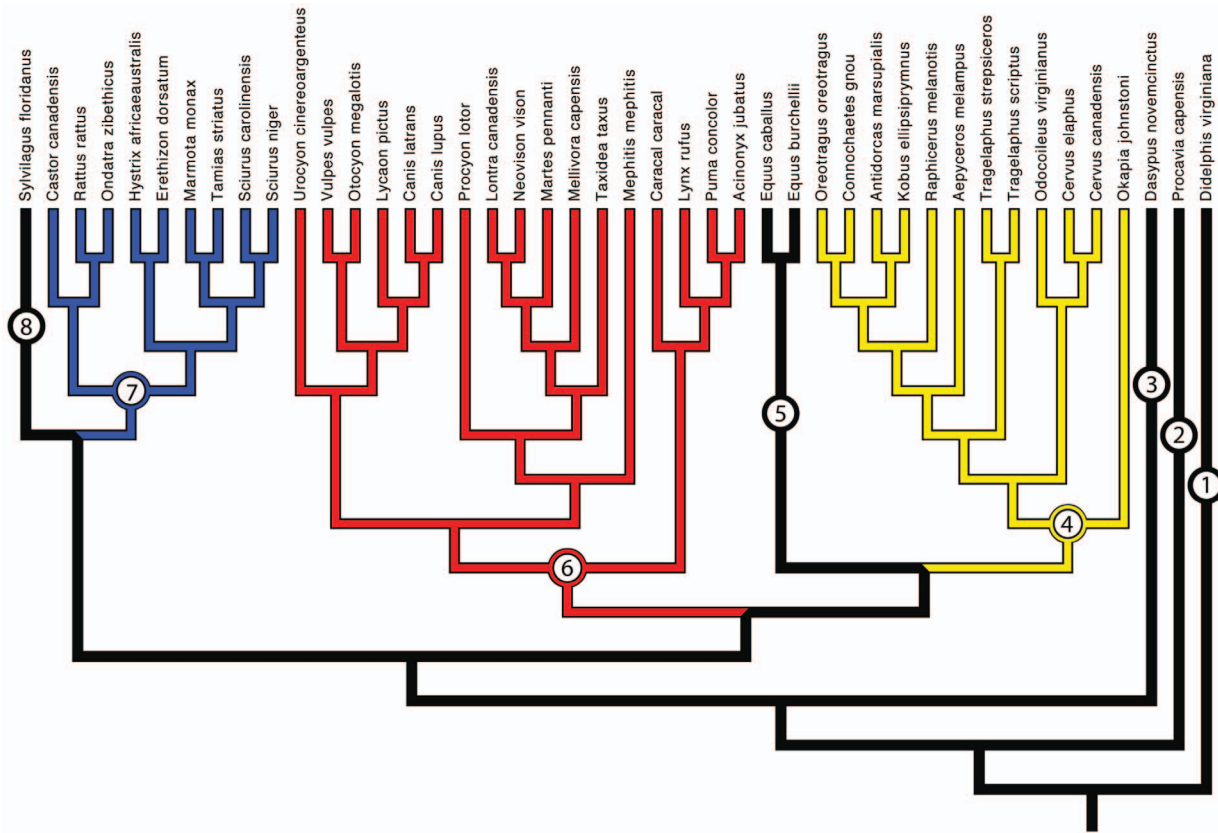 Sylvilagus floridanus
Castor canadensis
Rattus rattus
Ondatra zibethicus
Hystrix africaeaustralis
Erethizon dorsatum
Marmota monax
Tamias striatus
Sciurus carolinensis
Sciurus niger
Urocyon cinereoargenteus
Vulpes vulpes
Otocyon megalotis
Lycaon pictus
Canis latrans
Canis lupus
Procyon lotor
Lontra canadensis
Neovison vison
Martes pennanti
Mellivora capensis
Taxidea taxus
Mephitis mephitis
Caracal caracal
Lynx rufus
Puma concolor
Acinonyx jubatus
Equus caballus
Equus burchellii
Oreotragus oreotragus
Connochaetes gnou
Antidorcas marsupialis
Kobus ellipsiprymnus
Raphicerus melanotis
Aepyceros melampus
Tragelaphus strepsiceros
Tragelaphus scriptus
Odocoileus virginianus
Cervus elaphus
Cervus canadensis
Okapia johnstoni
Dasypus novemcinctus
Procavia capensis
Didelphis virginiana
8
7
6
5
4
3
2
1